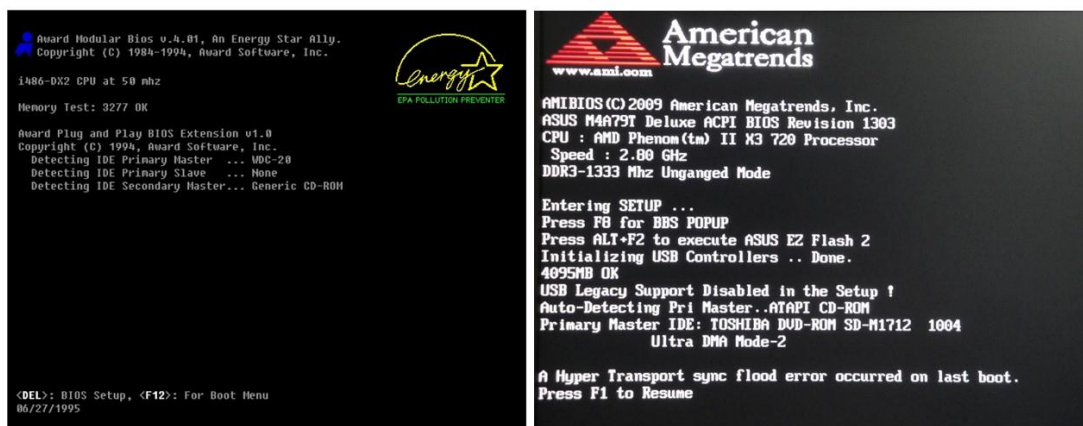 Award Modular Bios v.4.01, An Energy Star Ally.
Copyright (C) 1984-1994, Award Software, Inc.
i486-DX2 CPU at 50 mhz
Memory Test: 3277 OK
Award Plug and Play BIOS Extension v1.0
Copyright (C) 1994, Award Software, Inc.
Detecting IDE Primary Master ... WDC-20
Detecting IDE Primary Slave ... None
Detecting IDE Secondary Master... Generic CD-ROM
energy
EPA POLLUTION PREVENTER
<DEL>: BIOS Setup, <F12>: For Boot Menu
06/27/1995
American
Megatrends
www.ami.com
AMIBIOS(C)2009 American Megatrends, Inc.
ASUS M4A79T Deluxe ACPI BIOS Revision 1303
CPU : AMD Phenom(tm) II X3 720 Processor
Speed : 2.80 GHz
DDR3-1333 Mhz Unganged Mode
Entering SETUP ...
Press F8 for BBS POPUP
Press ALT+F2 to execute ASUS EZ Flash 2
Initializing USB Controllers .. Done.
4095MB OK
USB Legacy Support Disabled in the Setup !
Auto-Detecting Pri Master..ATAPI CD-ROM
Primary Master IDE: TOSHIBA DVD-ROM SD-M1712 1004
Ultra DMA Mode-2
A Hyper Transport sync flood error occurred on last boot.
Press F1 to Resume